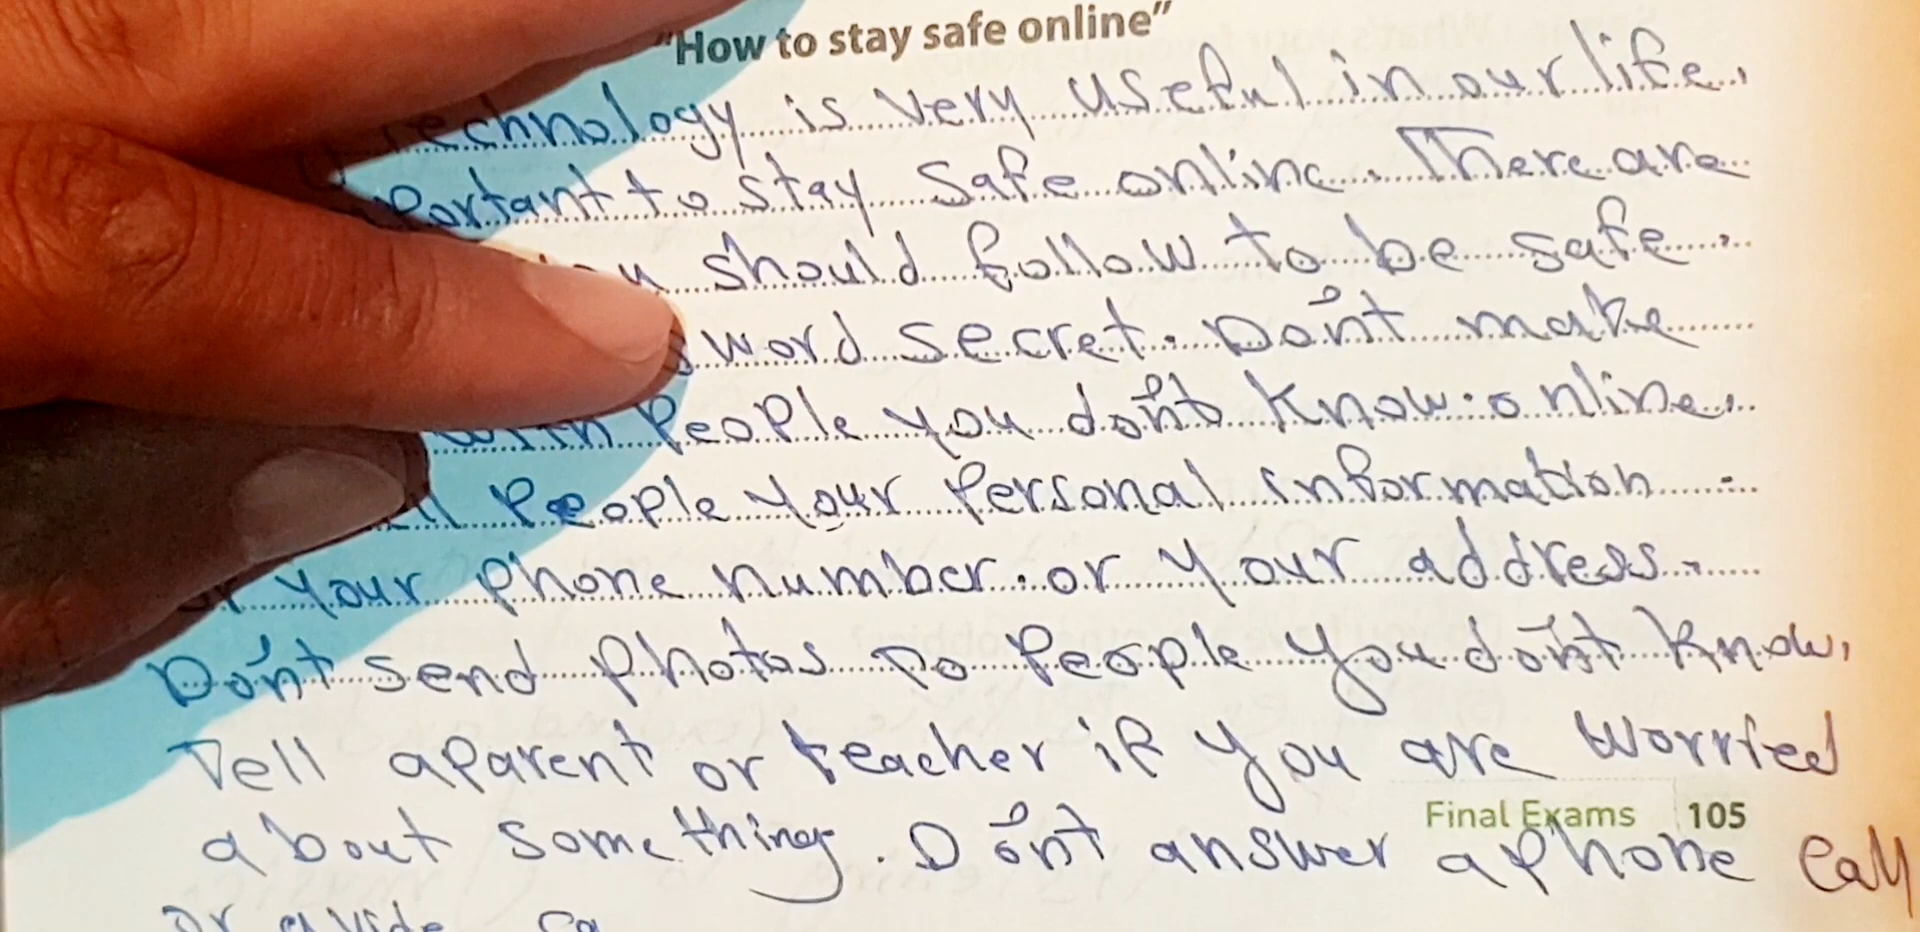 "How to stay safe online"
is very useful in our life.
to stay safe online. There are
should follow to be safe.
secret. Don't make
people you don't know online.
people your personal information
your phone number or your address.
Don't send photos to people you don't know.
Tell a parent or teacher if you are worried
about something. Don't answer a phone call
Final Exams 105
or a